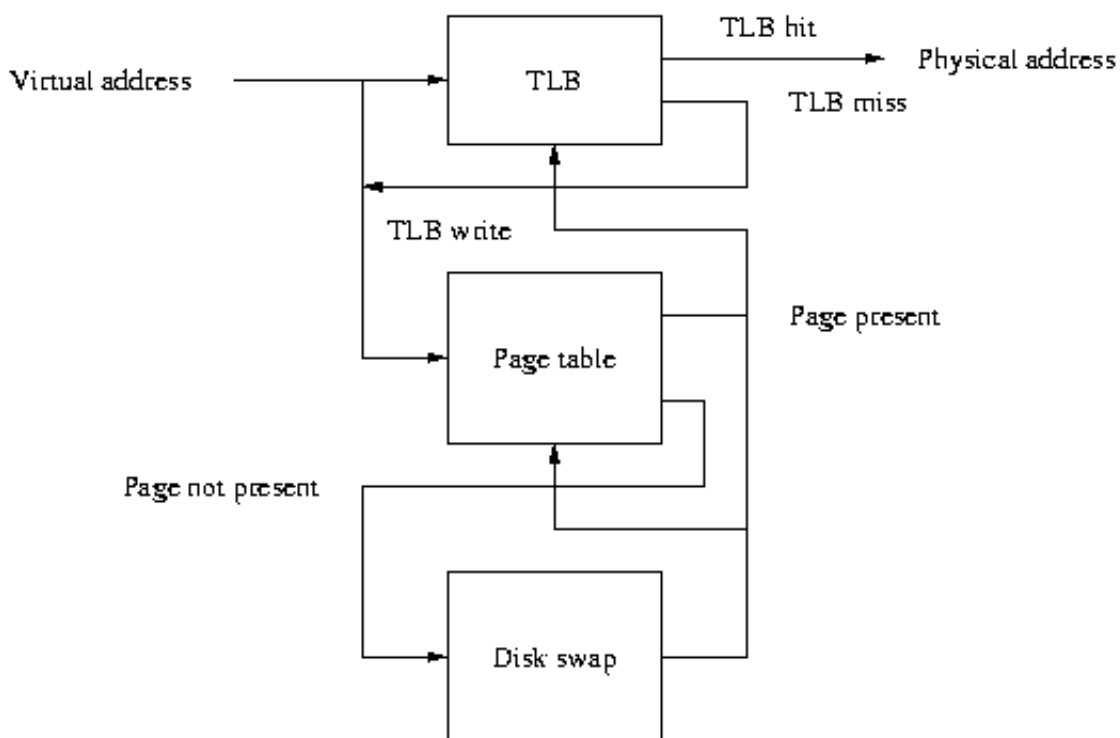 TLB hit
Virtual address
TLB
Physical address
TLB miss
TLB write
Page present
Page table
Page not present
Disk swap